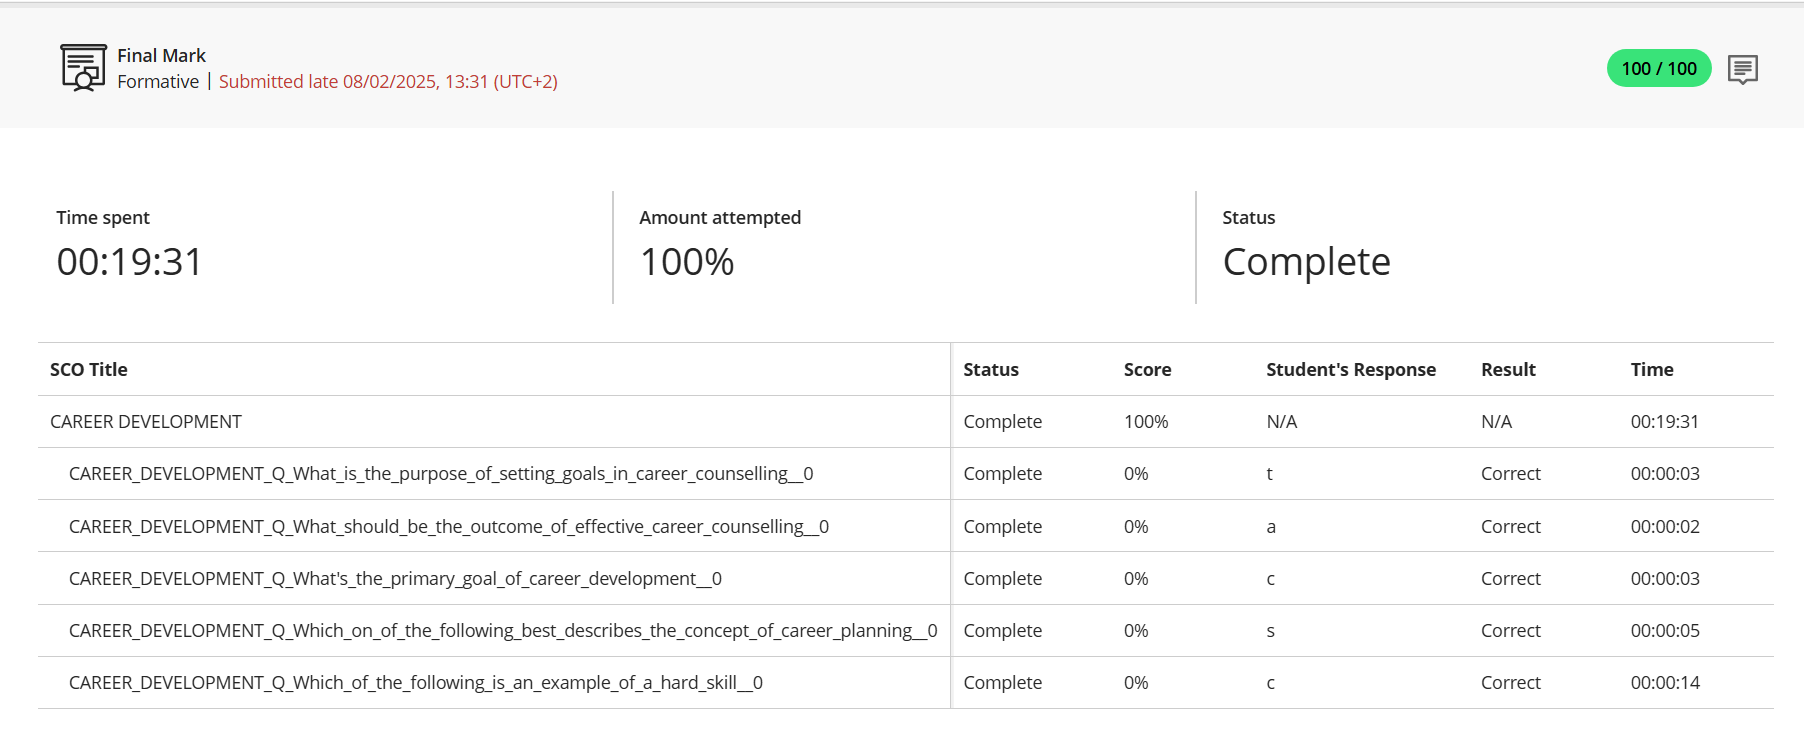 Final Mark
Formative | Submitted late 08/02/2025, 13:31 (UTC+2)
100 / 100
Time spent
00:19:31
Amount attempted
100%
Status
Complete
SCO Title Status Score Student's Response Result Time
CAREER DEVELOPMENT Complete 100% N/A N/A 00:19:31
CAREER_DEVELOPMENT_Q_What_is_the_purpose_of_setting_goals_in_career_counselling__0 Complete 0% t Correct 00:00:03
CAREER_DEVELOPMENT_Q_What_should_be_the_outcome_of_effective_career_counselling__0 Complete 0% a Correct 00:00:02
CAREER_DEVELOPMENT_Q_What's_the_primary_goal_of_career_development__0 Complete 0% c Correct 00:00:03
CAREER_DEVELOPMENT_Q_Which_on_of_the_following_best_describes_the_concept_of_career_planning__0 Complete 0% s Correct 00:00:05
CAREER_DEVELOPMENT_Q_Which_of_the_following_is_an_example_of_a_hard_skill__0 Complete 0% c Correct 00:00:14